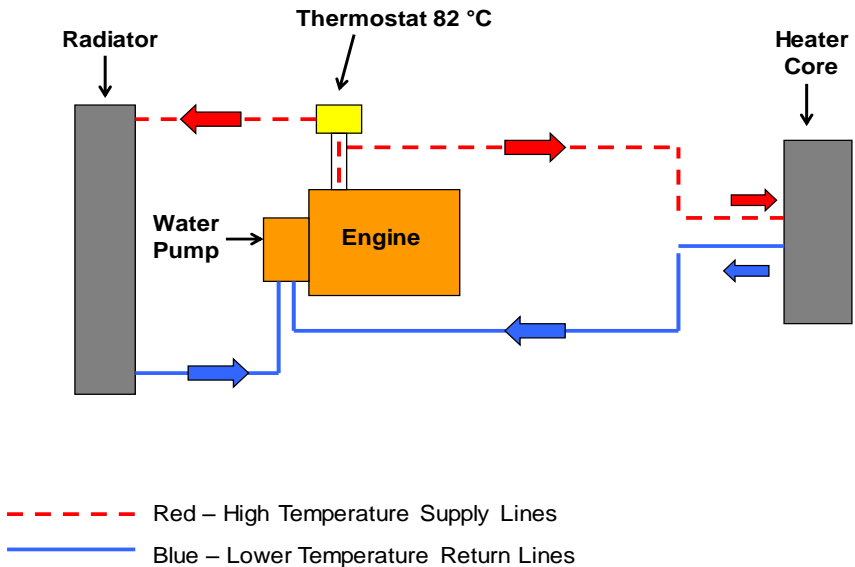 Thermostat 82 °C
Radiator
Heater
Core
Water
Pump
Engine
Red – High Temperature Supply Lines
Blue – Lower Temperature Return Lines